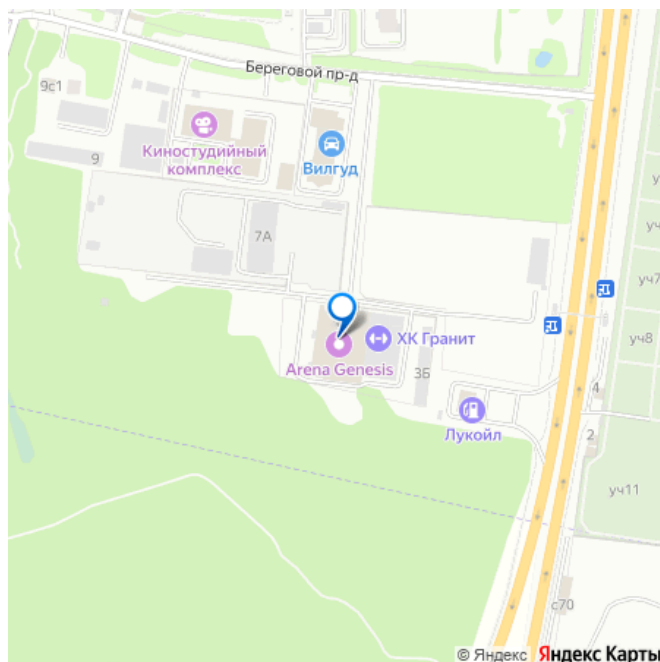 Береговой пр-д
9с1
Киностудийный
комплекс
Вилгуд
9
7А
уч
уч7
ХК Гранит
Arena Genesis
3Б
уч8
4
Лукойл
2
уч11
с70
© Яндекс Яндекс Карты